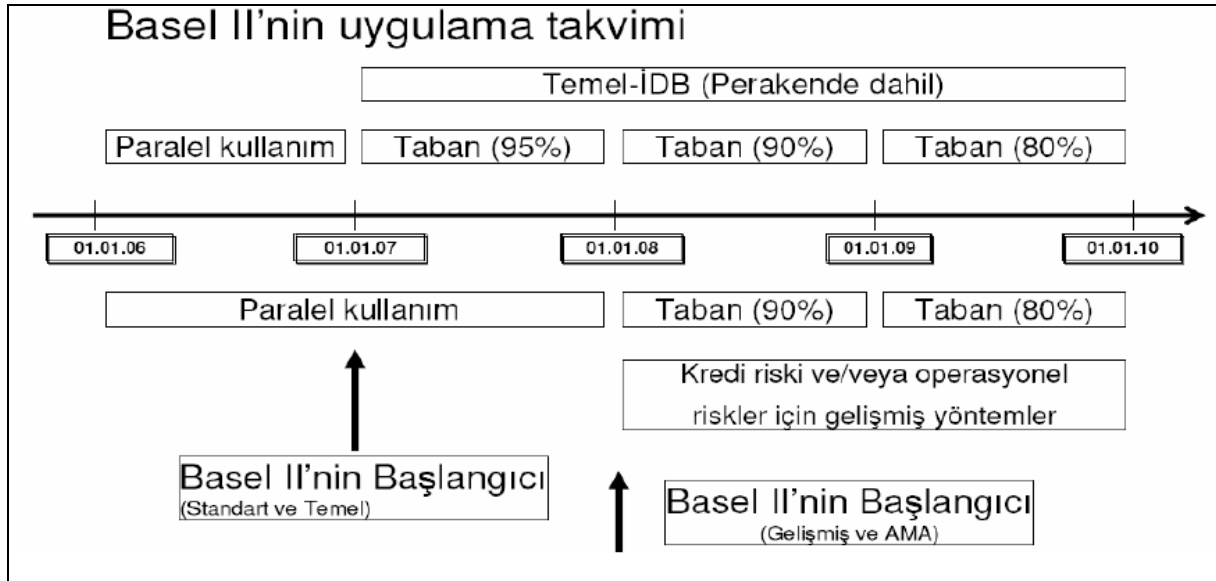 Basel II’nin uygulama takvimi
Temel-İDB (Perakende dahil)
Paralel kullanım
Taban (95%)
Taban (90%)
Taban (80%)
01.01.06
01.01.07
01.01.08
01.01.09
01.01.10
Paralel kullanım
Taban (90%)
Taban (80%)
Kredi riski ve/veya operasyonel
riskler için gelişmiş yöntemler
Basel II’nin Başlangıcı
(Standart ve Temel)
Basel II’nin Başlangıcı
(Gelişmiş ve AMA)